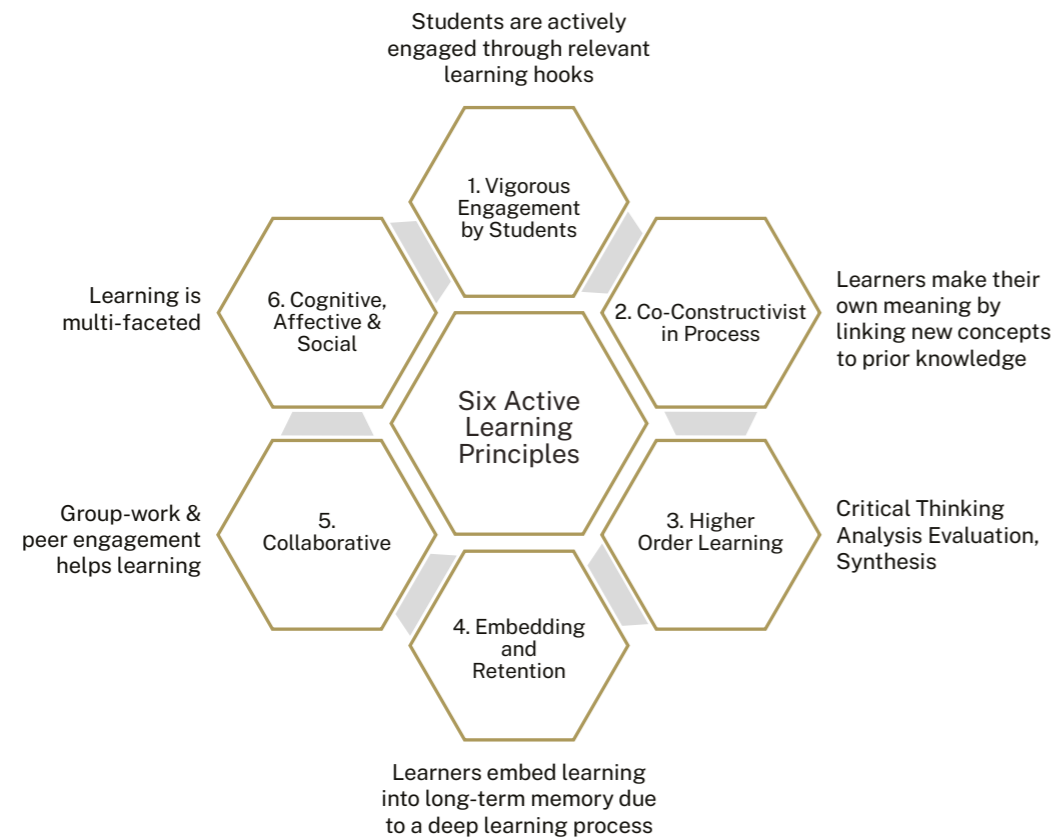 Students are actively
engaged through relevant
learning hooks
1. Vigorous
Engagement
by Students
2. Co-Constructivist
in Process
Learners make their
own meaning by
linking new concepts
to prior knowledge
3. Higher
Order Learning
Critical Thinking
Analysis Evaluation,
Synthesis
4. Embedding
and
Retention
Learners embed learning
into long-term memory due
to a deep learning process
5.
Collaborative
Group-work &
peer engagement
helps learning
6. Cognitive,
Affective &
Social
Learning is
multi-faceted
Six Active
Learning
Principles